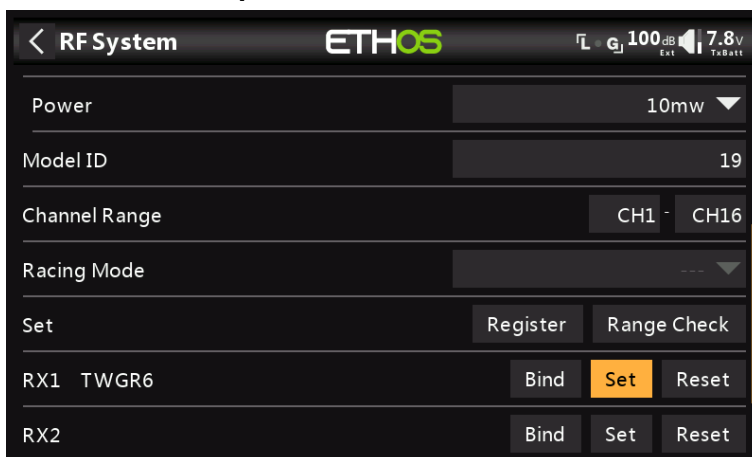 < RF System ETHOS L G 100dB Ext 7.8V TxBatt
Power 10mw
Model ID 19
Channel Range CH1 - CH16
Racing Mode ---
Set Register Range Check
RX1 TWGR6 Bind Set Reset
RX2 Bind Set Reset